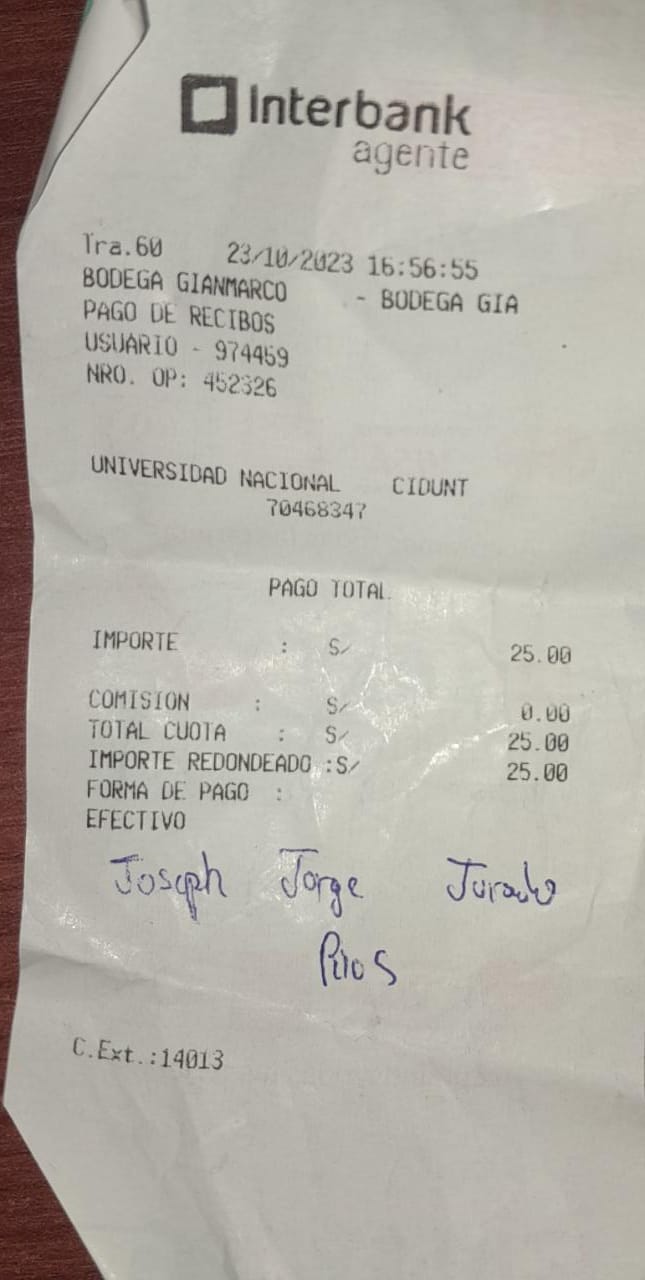 Interbank
agente
Tra.60 23/10/2023 16:56:55
BODEGA GIANMARCO - BODEGA GIA
PAGO DE RECIBOS
USUARIO - 974459
NRO. OP: 452326
UNIVERSIDAD NACIONAL CIDUNT
70468347
PAGO TOTAL
IMPORTE : S/ 25.00
COMISION : S/ 0.00
TOTAL CUOTA : S/ 25.00
IMPORTE REDONDEADO :S/ 25.00
FORMA DE PAGO :
EFECTIVO
Joseph Jorge Jurado
Rios
C.Ext.:14013